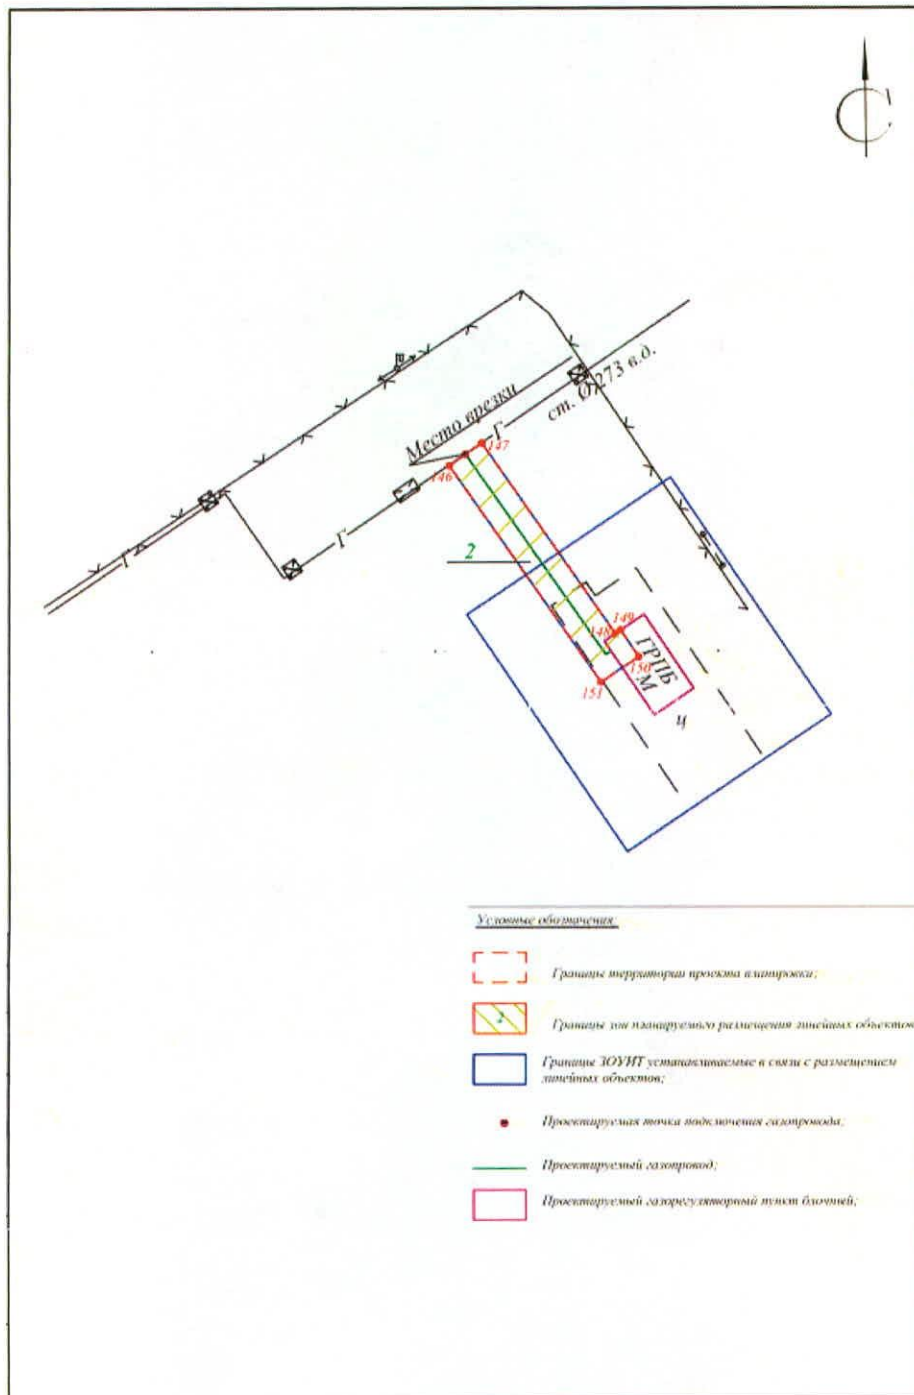 С
Место врезки
Г
ст. Ø 273 в.д.
147
146
Г
Г
2
149
148
ГРПБ
М
150
151
ц
Условные обозначения:
Границы территории проекта планировки;
2
Границы зон планируемого размещения линейных объектов
Границы ЗОУИТ устанавливаемые в связи с размещением
линейных объектов;
Проектируемая точка подключения газопровода;
Проектируемый газопровод;
Проектируемый газорегуляторный пункт блочный;